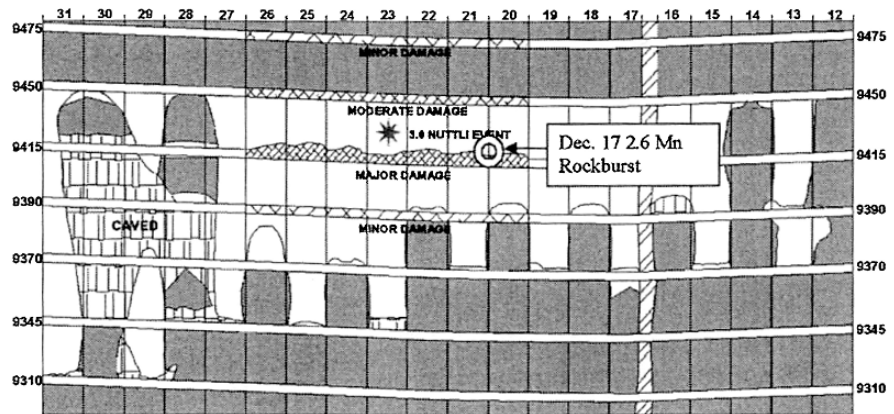 31 30 29 28 27 26 25 24 23 22 21 20 19 18 17 16 15 14 13 12
9475 9475
MINOR DAMAGE
9450 9450
MODERATE DAMAGE
3.0 NUTTLI EVENT
Dec. 17 2.6 Mn
Rockburst
9415 9415
MAJOR DAMAGE
9390 9390
CAVED
MINOR DAMAGE
9370 9370
9345 9345
9310 9310